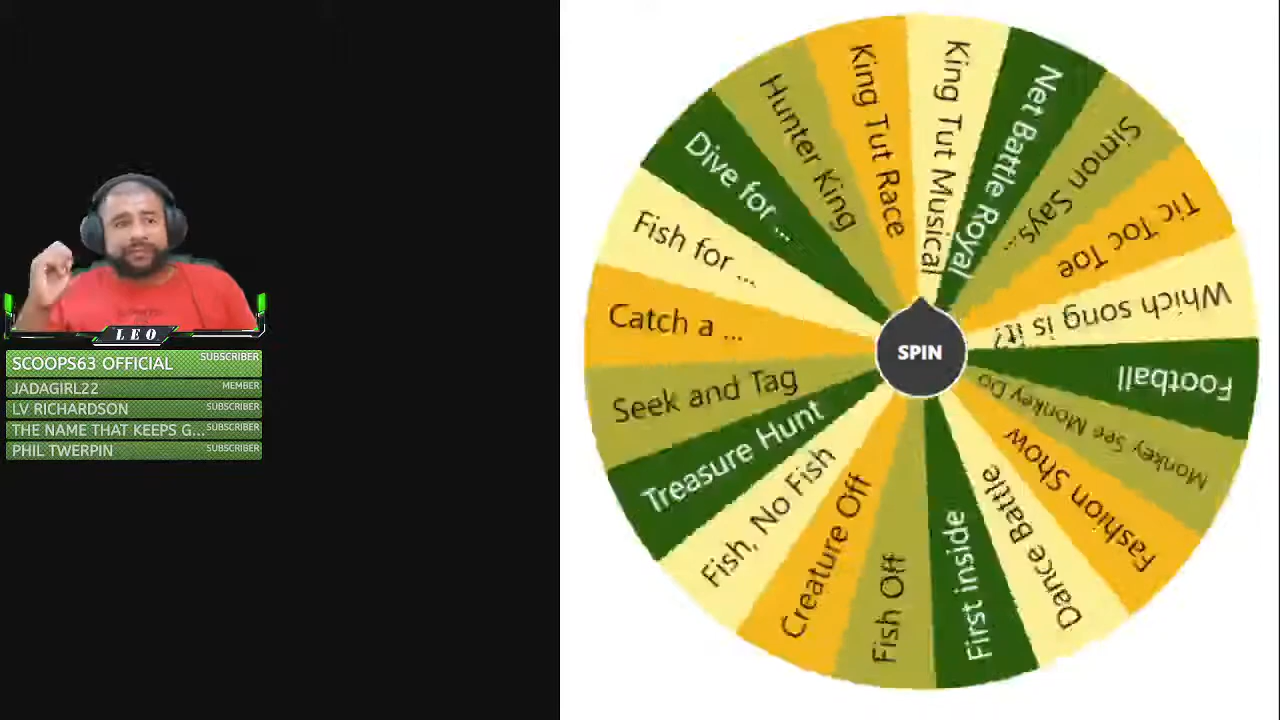 LEO
SCOOPS63 OFFICIAL SUBSCRIBER
JADAGIRL22 MEMBER
LV RICHARDSON SUBSCRIBER
THE NAME THAT KEEPS G... SUBSCRIBER
PHIL TWERPIN SUBSCRIBER
SPIN
King Tut Musical
Net Battle Royal
Simon Says...
Tic Toc Toe
Which song is it?
Football
Monkey See Monkey Do
Fashion Show
Dance Battle
First inside
Fish Off
Creature Off
Fish, No Fish
Treasure Hunt
Seek and Tag
Catch a ...
Fish for ...
Dive for ...
Hunter King
King Tut Race